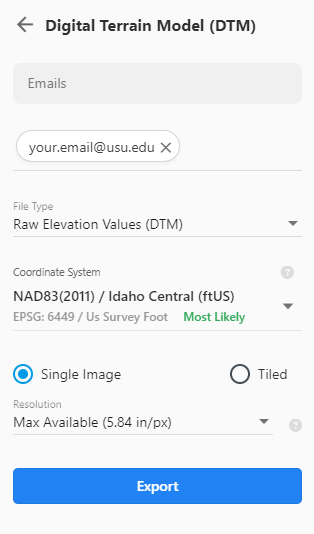 Digital Terrain Model (DTM)
Emails
your.email@usu.edu
File Type
Raw Elevation Values (DTM)
Coordinate System ?
NAD83(2011) / Idaho Central (ftUS)
EPSG: 6449 / Us Survey Foot Most Likely
Single Image Tiled
Resolution
Max Available (5.84 in/px) ?
Export